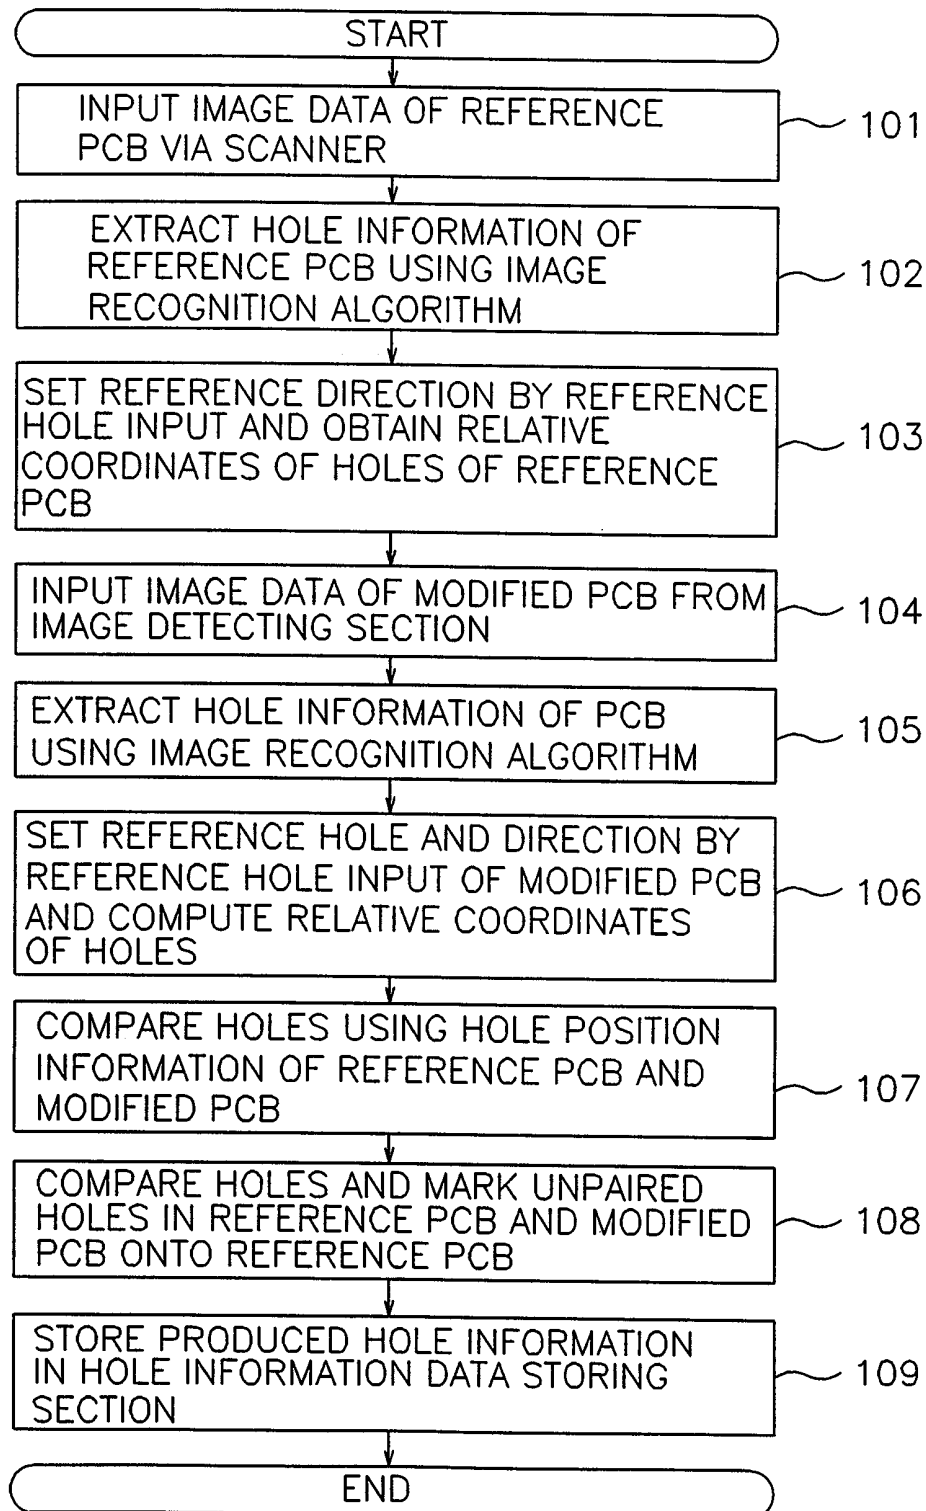 START
INPUT IMAGE DATA OF REFERENCE
PCB VIA SCANNER
101
EXTRACT HOLE INFORMATION OF
REFERENCE PCB USING IMAGE
RECOGNITION ALGORITHM
102
SET REFERENCE DIRECTION BY REFERENCE
HOLE INPUT AND OBTAIN RELATIVE
COORDINATES OF HOLES OF REFERENCE
PCB
103
INPUT IMAGE DATA OF MODIFIED PCB FROM
IMAGE DETECTING SECTION
104
EXTRACT HOLE INFORMATION OF PCB
USING IMAGE RECOGNITION ALGORITHM
105
SET REFERENCE HOLE AND DIRECTION BY
REFERENCE HOLE INPUT OF MODIFIED PCB
AND COMPUTE RELATIVE COORDINATES
OF HOLES
106
COMPARE HOLES USING HOLE POSITION
INFORMATION OF REFERENCE PCB AND
MODIFIED PCB
107
COMPARE HOLES AND MARK UNPAIRED
HOLES IN REFERENCE PCB AND MODIFIED
PCB ONTO REFERENCE PCB
108
STORE PRODUCED HOLE INFORMATION
IN HOLE INFORMATION DATA STORING
SECTION
109
END